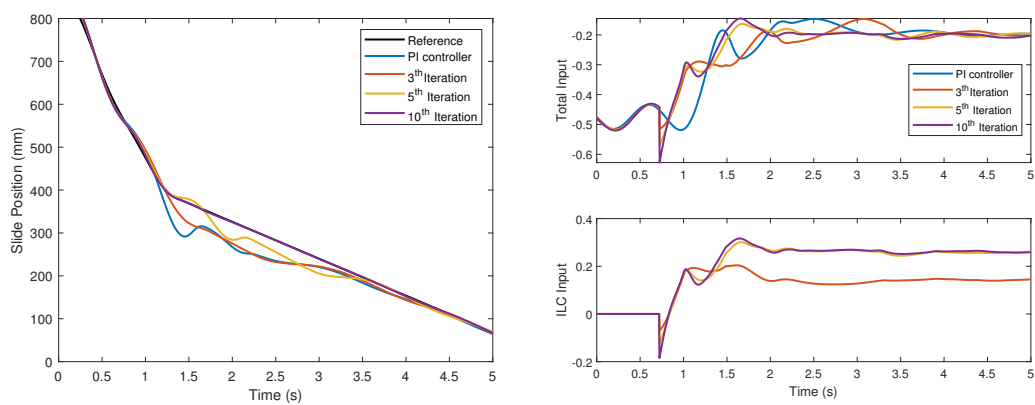 Slide Position (mm)
800
700
600
500
400
300
200
100
0
0 0.5 1 1.5 2 2.5 3 3.5 4 4.5 5
Time (s)
Reference
PI controller
3th Iteration
5th Iteration
10th Iteration
Total Input
-0.2
-0.3
-0.4
-0.5
-0.6
0 0.5 1 1.5 2 2.5 3 3.5 4 4.5 5
PI controller
3th Iteration
5th Iteration
10th Iteration
ILC Input
0.4
0.2
0
-0.2
0 0.5 1 1.5 2 2.5 3 3.5 4 4.5 5
Time (s)